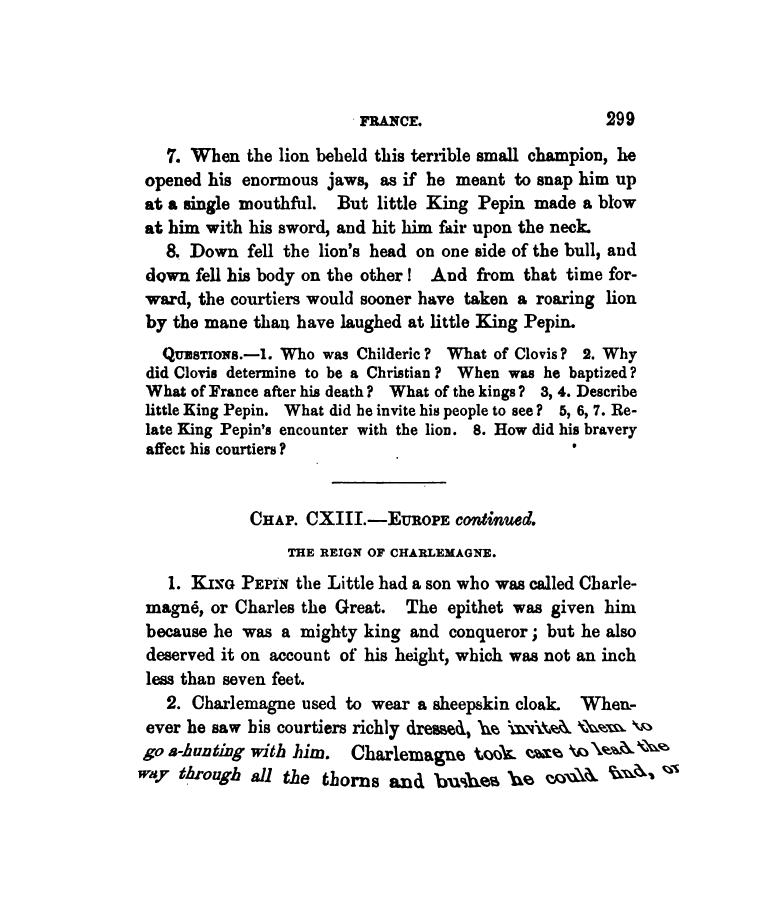 FRANCE. 299
7. When the lion beheld this terrible small champion, he
opened his enormous jaws, as if he meant to snap him up
at a single mouthful. But little King Pepin made a blow
at him with his sword, and hit him fair upon the neck.
8. Down fell the lion's head on one side of the bull, and
down fell his body on the other! And from that time for-
ward, the courtiers would sooner have taken a roaring lion
by the mane than have laughed at little King Pepin.
QUESTIONS.—1. Who was Childeric? What of Clovis? 2. Why
did Clovis determine to be a Christian? When was he baptized?
What of France after his death? What of the kings? 3, 4. Describe
little King Pepin. What did he invite his people to see? 5, 6, 7. Re-
late King Pepin's encounter with the lion. 8. How did his bravery
affect his courtiers?
CHAP. CXIII.—EUROPE continued.
THE REIGN OF CHARLEMAGNE.
1. KING PEPIN the Little had a son who was called Charle-
magné, or Charles the Great. The epithet was given him
because he was a mighty king and conqueror; but he also
deserved it on account of his height, which was not an inch
less than seven feet.
2. Charlemagne used to wear a sheepskin cloak. When-
ever he saw his courtiers richly dressed, he invited them to
go a-hunting with him. Charlemagne took care to lead the
way through all the thorns and bushes he could find, or